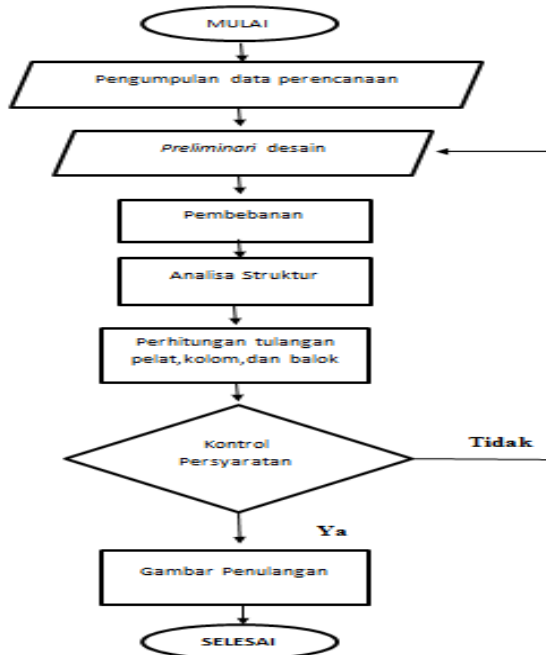 MULAI
Pengumpulan data perencanaan
Preliminari desain
Pembebanan
Analisa Struktur
Perhitungan tulangan
pelat,kolom,dan balok
Kontrol
Persyaratan
Tidak
Ya
Gambar Penulangan
SELESAI